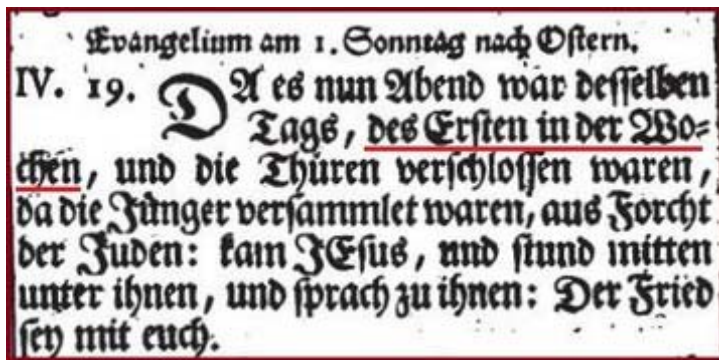 Evangelium am 1. Sonntag nach Ostern.
IV. 19. DA es nun Abend war desselben
Tags, des Ersten in der Wo-
chen, und die Thüren verschlossen waren,
da die Jünger versammlet waren, aus Forcht
der Juden: kam JEsus, und stund mitten
unter ihnen, und sprach zu ihnen: Der Fried
sey mit euch.